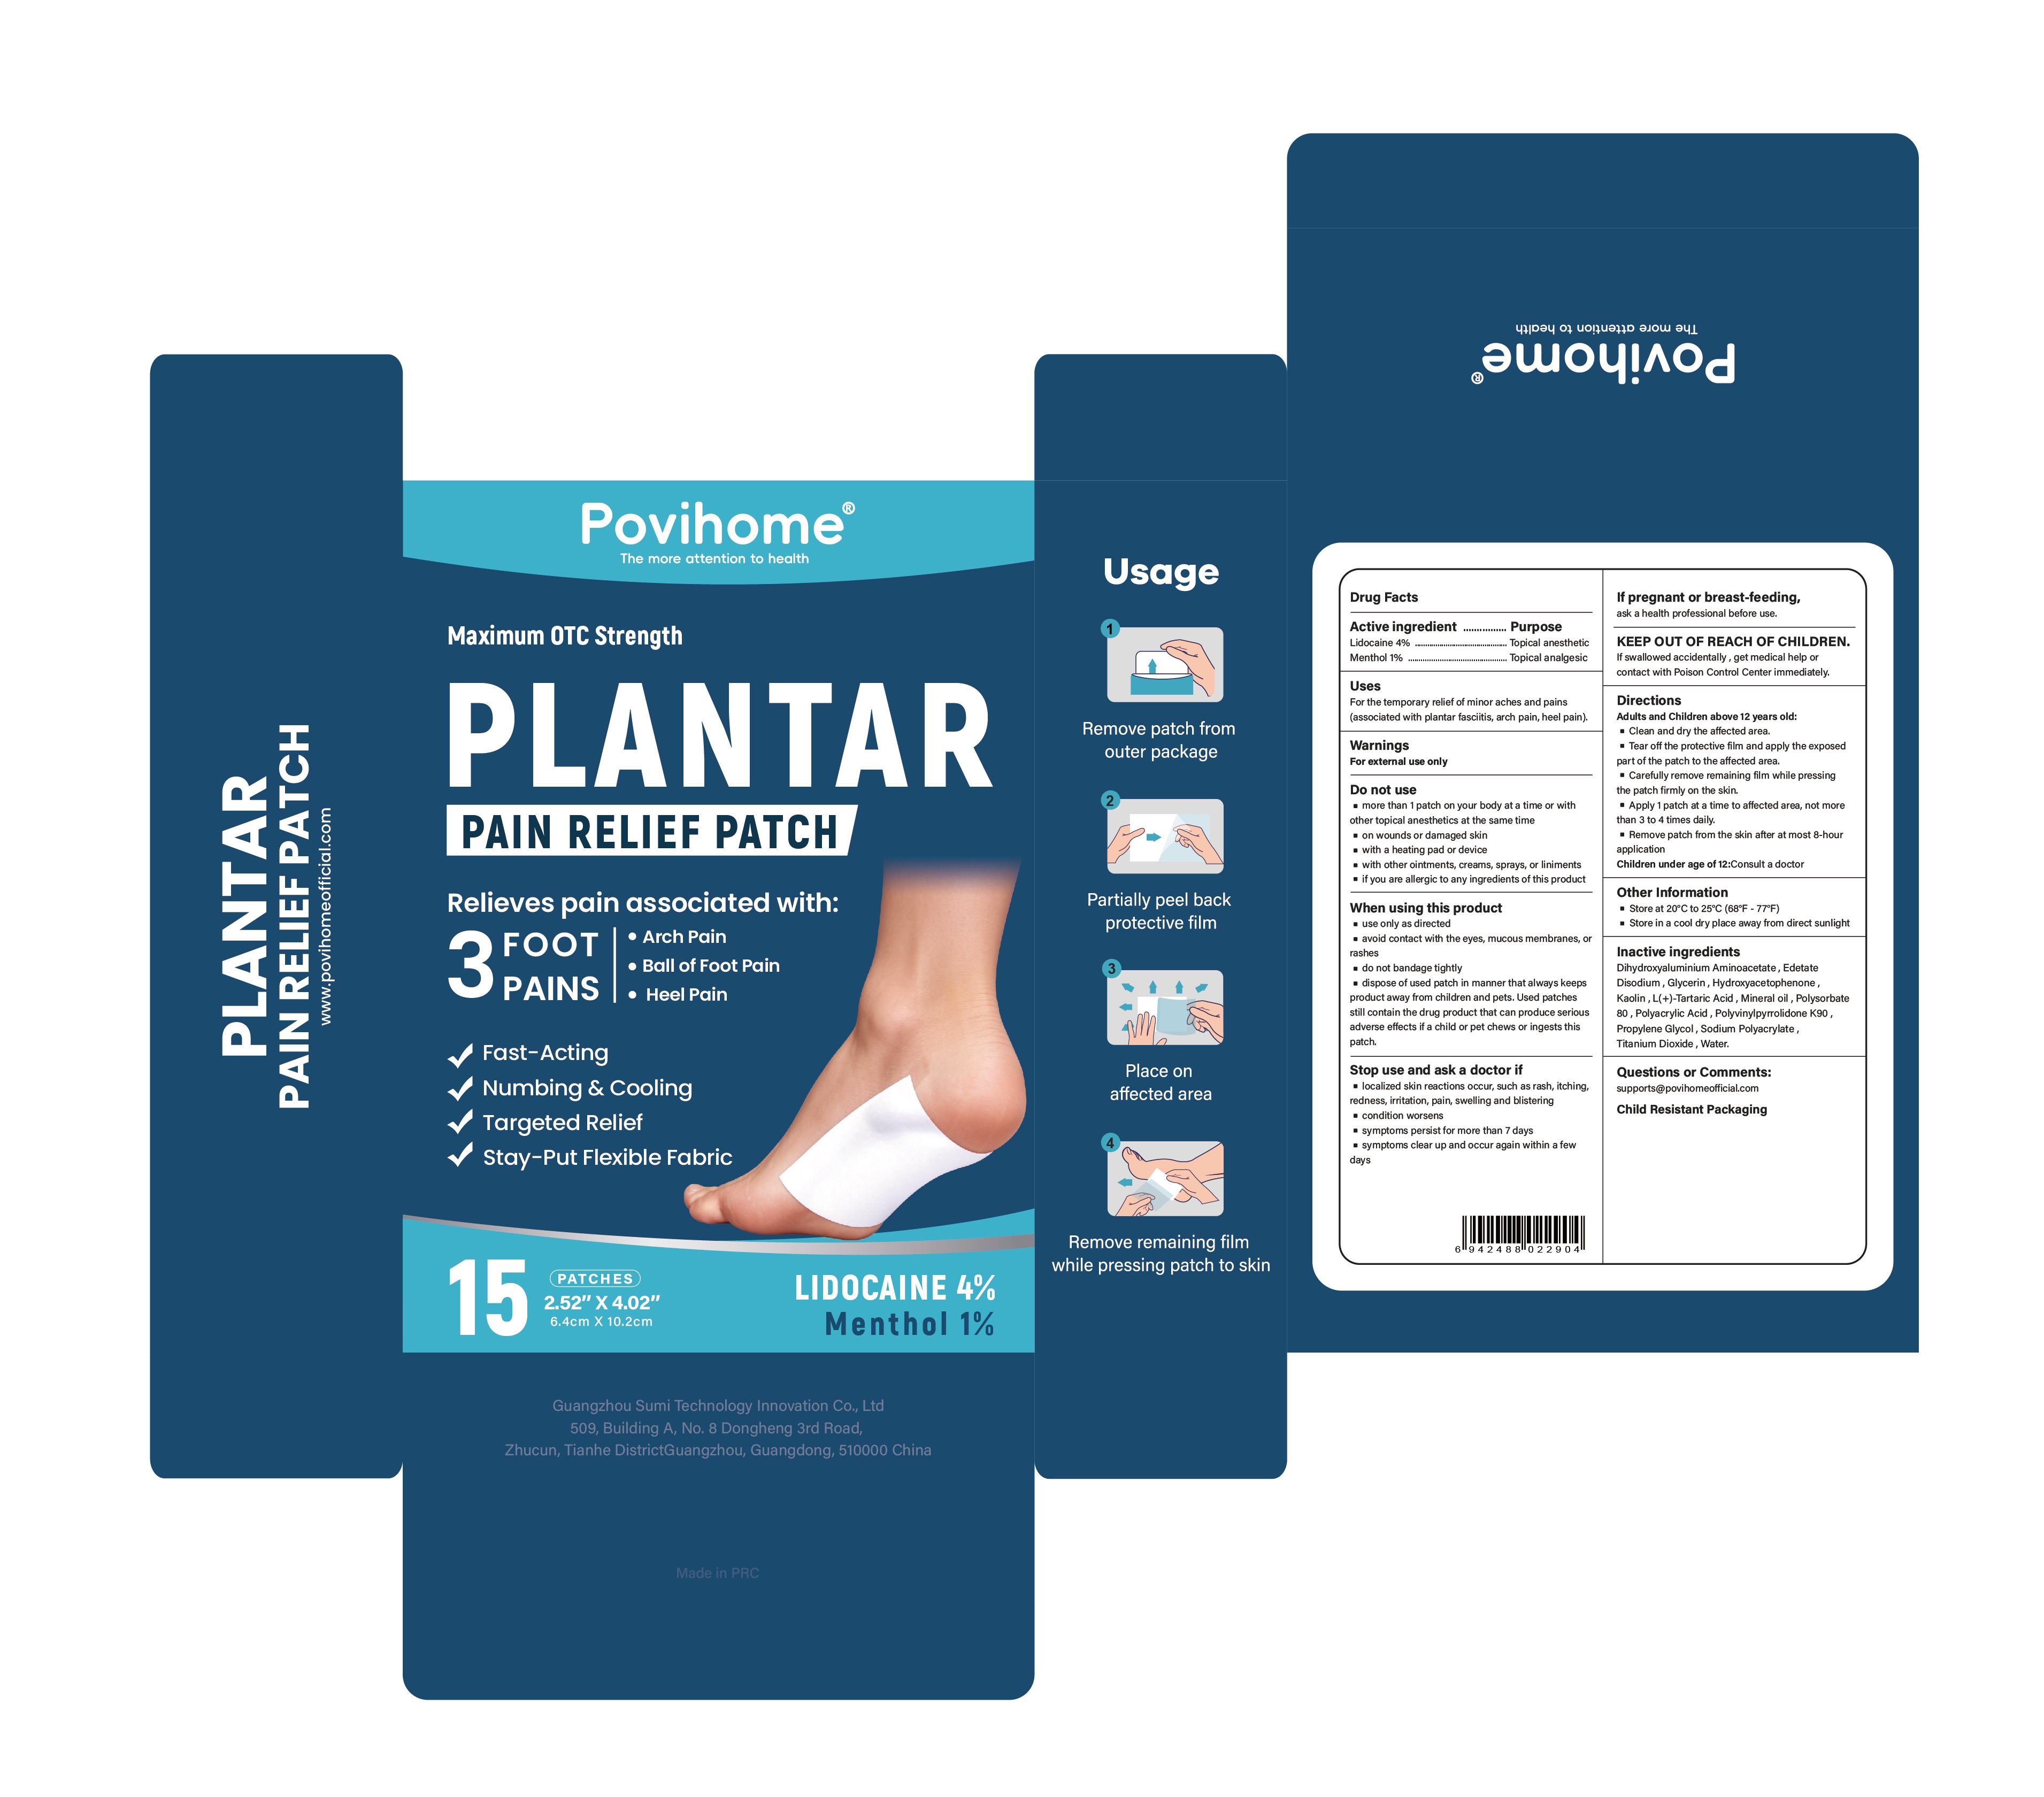 PLANTAR
PAIN RELIEF PATCH
www.povihomeofficial.com
Povihome®
The more attention to health
Maximum OTC Strength
PLANTAR
PAIN RELIEF PATCH
Relieves pain associated with:
3 FOOT PAINS
• Arch Pain
• Ball of Foot Pain
• Heel Pain
Fast-Acting
Numbing & Cooling
Targeted Relief
Stay-Put Flexible Fabric
15 PATCHES
2.52" X 4.02"
6.4cm X 10.2cm
LIDOCAINE 4%
Menthol 1%
Guangzhou Sumi Technology Innovation Co., Ltd
509, Building A, No. 8 Dongheng 3rd Road,
Zhucun, Tianhe DistrictGuangzhou, Guangdong, 510000 China
Made in PRC
Usage
1
Remove patch from
outer package
2
Partially peel back
protective film
3
Place on
affected area
4
Remove remaining film
while pressing patch to skin
Povihome®
The more attention to health
Drug Facts
Active ingredient ................ Purpose
Lidocaine 4% ...................................... Topical anesthetic
Menthol 1% ......................................... Topical analgesic
Uses
For the temporary relief of minor aches and pains
(associated with plantar fasciitis, arch pain, heel pain).
Warnings
For external use only
Do not use
▪ more than 1 patch on your body at a time or with
other topical anesthetics at the same time
▪ on wounds or damaged skin
▪ with a heating pad or device
▪ with other ointments, creams, sprays, or liniments
▪ if you are allergic to any ingredients of this product
When using this product
▪ use only as directed
▪ avoid contact with the eyes, mucous membranes, or
rashes
▪ do not bandage tightly
▪ dispose of used patch in manner that always keeps
product away from children and pets. Used patches
still contain the drug product that can produce serious
adverse effects if a child or pet chews or ingests this
patch.
Stop use and ask a doctor if
▪ localized skin reactions occur, such as rash, itching,
redness, irritation, pain, swelling and blistering
▪ condition worsens
▪ symptoms persist for more than 7 days
▪ symptoms clear up and occur again within a few
days
6 942488 022904
If pregnant or breast-feeding,
ask a health professional before use.
KEEP OUT OF REACH OF CHILDREN.
If swallowed accidentally , get medical help or
contact with Poison Control Center immediately.
Directions
Adults and Children above 12 years old:
▪ Clean and dry the affected area.
▪ Tear off the protective film and apply the exposed
part of the patch to the affected area.
▪ Carefully remove remaining film while pressing
the patch firmly on the skin.
▪ Apply 1 patch at a time to affected area, not more
than 3 to 4 times daily.
▪ Remove patch from the skin after at most 8-hour
application
Children under age of 12:Consult a doctor
Other Information
▪ Store at 20°C to 25°C (68°F - 77°F)
▪ Store in a cool dry place away from direct sunlight
Inactive ingredients
Dihydroxyaluminium Aminoacetate , Edetate
Disodium , Glycerin , Hydroxyacetophenone ,
Kaolin , L(+)-Tartaric Acid , Mineral oil , Polysorbate
80 , Polyacrylic Acid , Polyvinylpyrrolidone K90 ,
Propylene Glycol , Sodium Polyacrylate ,
Titanium Dioxide , Water.
Questions or Comments:
supports@povihomeofficial.com
Child Resistant Packaging